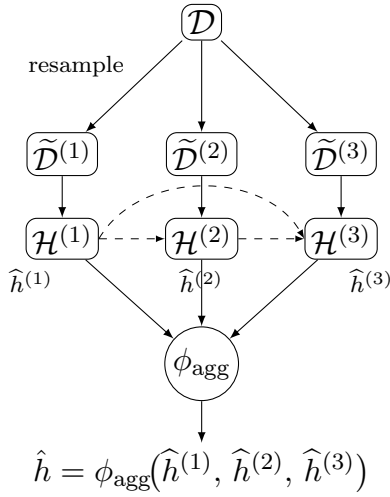 𝒟
resample
𝒟̃⁽¹⁾ 𝒟̃⁽²⁾ 𝒟̃⁽³⁾
ℋ⁽¹⁾ ℋ⁽²⁾ ℋ⁽³⁾
ĥ⁽¹⁾ ĥ⁽²⁾ ĥ⁽³⁾
ϕ_agg
ĥ = ϕ_agg(ĥ⁽¹⁾, ĥ⁽²⁾, ĥ⁽³⁾)